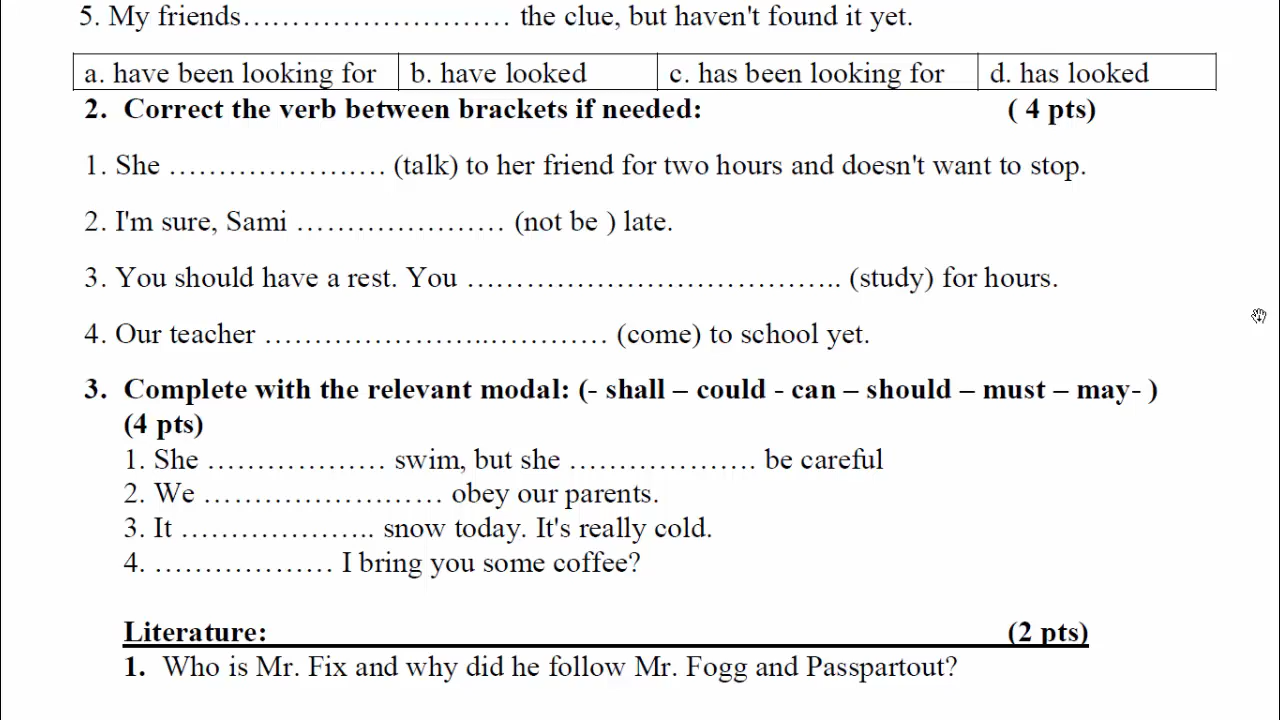 5. My friends……………………… the clue, but haven't found it yet.
a. have been looking for b. have looked c. has been looking for d. has looked
2. Correct the verb between brackets if needed: ( 4 pts)
1. She ………………….… (talk) to her friend for two hours and doesn't want to stop.
2. I'm sure, Sami ………………… (not be ) late.
3. You should have a rest. You ……………………………….. (study) for hours.
4. Our teacher …………………..………… (come) to school yet.
3. Complete with the relevant modal: (- shall – could - can – should – must – may- )
(4 pts)
1. She ……………… swim, but she ………………. be careful
2. We …………………… obey our parents.
3. It ……………….. snow today. It's really cold.
4. ……………… I bring you some coffee?
Literature: (2 pts)
1. Who is Mr. Fix and why did he follow Mr. Fogg and Passpartout?